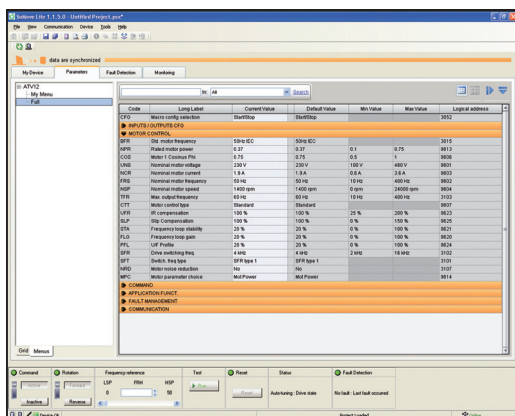 SoMove Lite 1.1.5.0 - Untitled Project.psx*
File View Communication Device Tools Help
data are synchronized
My Device Parameters Fault Detection Monitoring
ATV12
My Menu
Full
In: All Search
Code Long Label Current Value Default Value Min Value Max Value Logical address
CFG Macro config selection Start/Stop Start/Stop 3052
INPUTS / OUTPUTS CFG
MOTOR CONTROL
BFR Std. motor frequency 50Hz IEC 50Hz IEC 3015
NPR Rated motor power 0.37 0.37 0.1 0.75 9613
COS Motor 1 Cosinus Phi 0.75 0.75 0.5 1 9606
UNS Nominal motor voltage 230 V 230 V 100 V 480 V 9601
NCR Nominal motor current 1.9 A 1.9 A 0.6 A 3.6 A 9603
FRS Nominal motor frequency 50 Hz 50 Hz 10 Hz 400 Hz 9602
NSP Nominal motor speed 1400 rpm 1400 rpm 0 rpm 24000 rpm 9604
TFR Max. output frequency 60 Hz 60 Hz 10 Hz 400 Hz 3103
CTT Motor control type Standard Standard 9607
UFR IR compensation 100 % 100 % 25 % 200 % 9623
SLP Slip Compensation 100 % 100 % 0 % 150 % 9625
STA Frequency loop stability 20 % 20 % 0 % 100 % 9621
FLG Frequency loop gain 20 % 20 % 0 % 100 % 9620
PFL U/F Profile 20 % 20 % 0 % 100 % 9624
SFR Drive switching freq. 4 kHz 4 kHz 2 kHz 16 kHz 3102
SFT Switch. freq type SFR type 1 SFR type 1 3101
NRD Motor noise reduction No No 3107
MPC Motor parameter choice Mot Power Mot Power 9614
COMMAND
APPLICATION FUNCT.
FAULT MANAGEMENT
COMMUNICATION
Grid Menus
Command Rotation Frequency reference Test Reset Status Fault Detection
Active Forward LSP FRH HSP Run
0 50
Inactive Reverse Reset Autotuning : Drive state No fault : Last fault occured
Device Ok Project Loaded Online